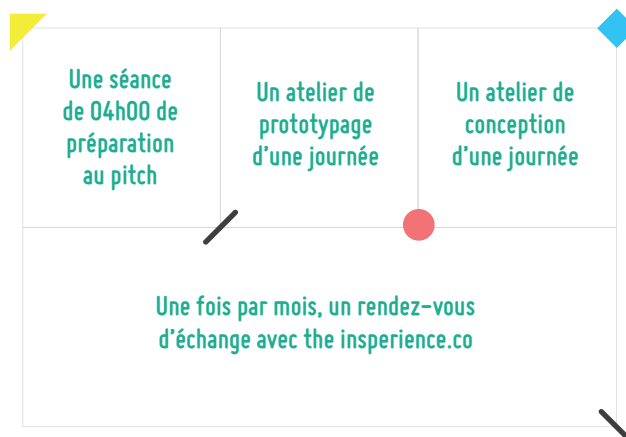 Une séance
de 04h00 de
préparation
au pitch
Un atelier de
prototypage
d'une journée
Un atelier de
conception
d'une journée
Une fois par mois, un rendez-vous
d'échange avec the insperience.co